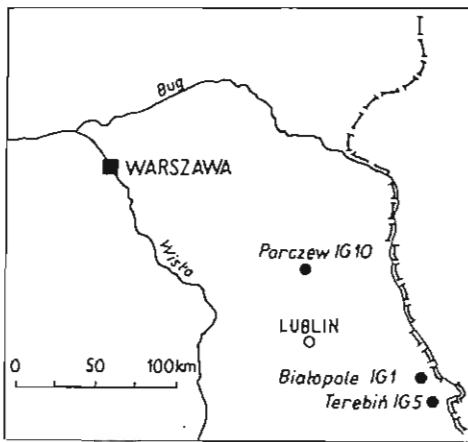 Bug
WARSZAWA
Wisła
Parczew IG10
LUBLIN
0 50 100km
Białopole IG1
Terebiń IG5